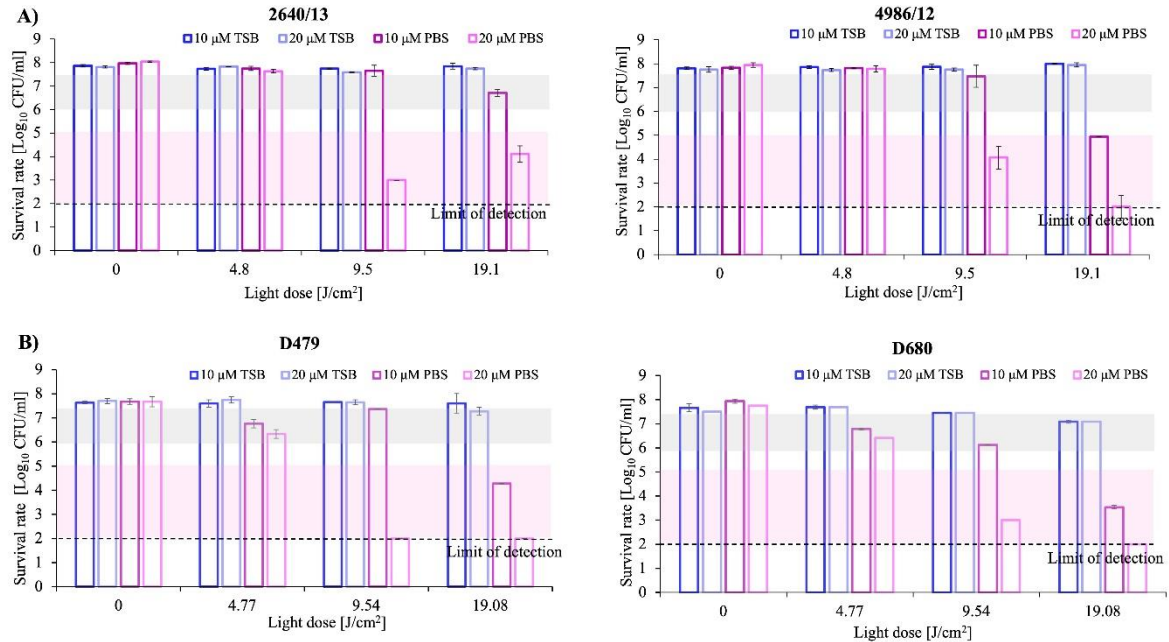 A)
2640/13
10 µM TSB 20 µM TSB 10 µM PBS 20 µM PBS
Survival rate [Log10 CFU/ml]
9
8
7
6
5
4
3
2
1
0
Limit of detection
0 4.8 9.5 19.1
Light dose [J/cm²]
4986/12
10 µM TSB 20 µM TSB 10 µM PBS 20 µM PBS
Survival rate [Log10 CFU/ml]
9
8
7
6
5
4
3
2
1
0
Limit of detection
0 4.8 9.5 19.1
Light dose [J/cm²]
B)
D479
10 µM TSB 20 µM TSB 10 µM PBS 20 µM PBS
Survival rate [Log10 CFU/ml]
9
8
7
6
5
4
3
2
1
0
Limit of detection
0 4.77 9.54 19.08
Light dose [J/cm²]
D680
10 µM TSB 20 µM TSB 10 µM PBS 20 µM PBS
Survival rate [Log10 CFU/ml]
9
8
7
6
5
4
3
2
1
0
Limit of detection
0 4.77 9.54 19.08
Light dose [J/cm²]